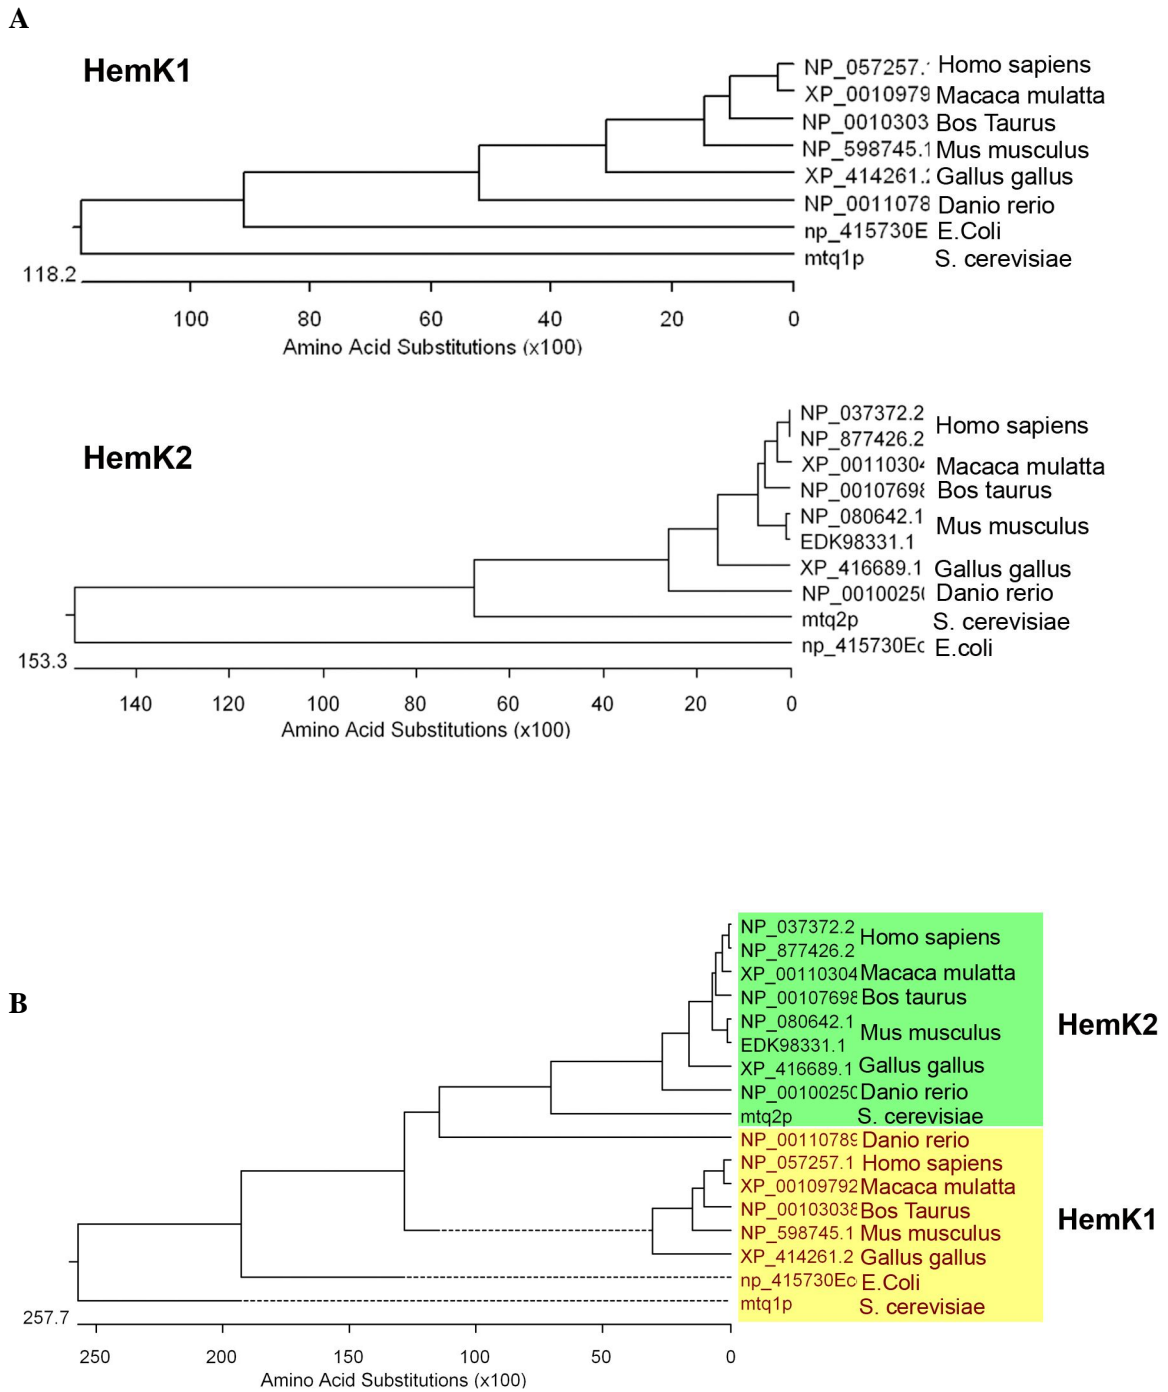 A
HemK1
NP_057257.1 Homo sapiens
XP_0010979 Macaca mulatta
NP_0010303 Bos Taurus
NP_598745.1 Mus musculus
XP_414261.2 Gallus gallus
NP_0011078 Danio rerio
np_415730E E.Coli
mtq1p S. cerevisiae
118.2
100 80 60 40 20 0
Amino Acid Substitutions (x100)
HemK2
NP_037372.2
Homo sapiens
NP_877426.2
XP_00110304 Macaca mulatta
NP_00107698 Bos taurus
NP_080642.1
Mus musculus
EDK98331.1
XP_416689.1 Gallus gallus
NP_00100250 Danio rerio
mtq2p S. cerevisiae
np_415730Ec E.coli
153.3
140 120 100 80 60 40 20 0
Amino Acid Substitutions (x100)
B
NP_037372.2
Homo sapiens
NP_877426.2
XP_00110304 Macaca mulatta
NP_00107698 Bos taurus
NP_080642.1
Mus musculus
EDK98331.1
XP_416689.1 Gallus gallus
NP_00100250 Danio rerio
mtq2p S. cerevisiae
HemK2
NP_00110789 Danio rerio
NP_057257.1 Homo sapiens
XP_00109792 Macaca mulatta
NP_00103038 Bos Taurus
NP_598745.1 Mus musculus
XP_414261.2 Gallus gallus
np_415730Ec E.Coli
mtq1p S. cerevisiae
HemK1
257.7
250 200 150 100 50 0
Amino Acid Substitutions (x100)